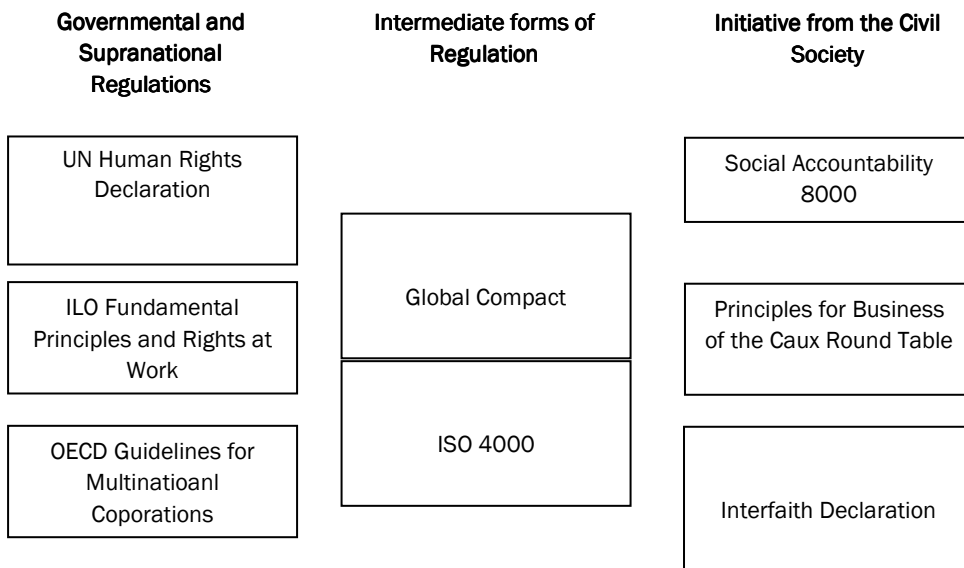 Governmental and
Supranational
Regulations
Intermediate forms of
Regulation
Initiative from the Civil
Society
UN Human Rights
Declaration
ILO Fundamental
Principles and Rights at
Work
OECD Guidelines for
Multinatioanl
Coporations
Global Compact
ISO 4000
Social Accountability
8000
Principles for Business
of the Caux Round Table
Interfaith Declaration